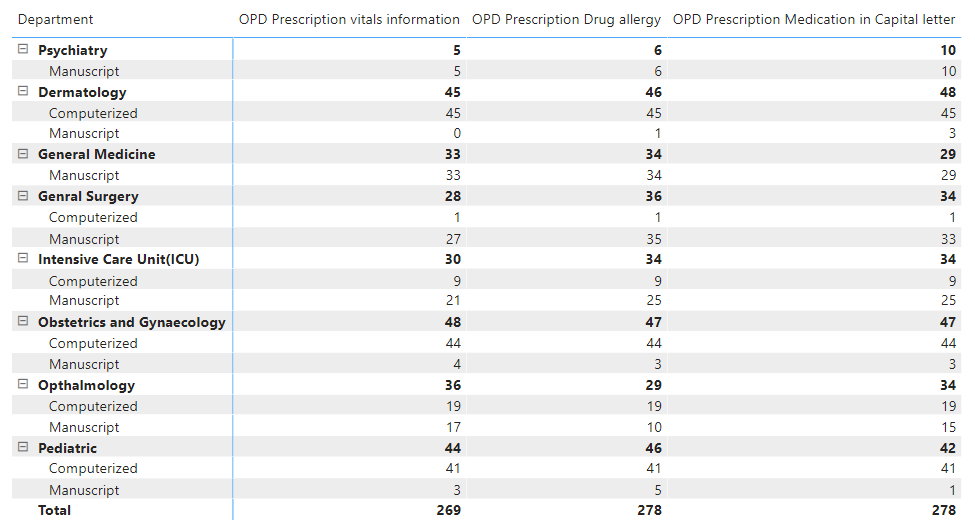 Department OPD Prescription vitals information OPD Prescription Drug allergy OPD Prescription Medication in Capital letter
Psychiatry 5 6 10
Manuscript 5 6 10
Dermatology 45 46 48
Computerized 45 45 45
Manuscript 0 1 3
General Medicine 33 34 29
Manuscript 33 34 29
Genral Surgery 28 36 34
Computerized 1 1 1
Manuscript 27 35 33
Intensive Care Unit(ICU) 30 34 34
Computerized 9 9 9
Manuscript 21 25 25
Obstetrics and Gynaecology 48 47 47
Computerized 44 44 44
Manuscript 4 3 3
Opthalmology 36 29 34
Computerized 19 19 19
Manuscript 17 10 15
Pediatric 44 46 42
Computerized 41 41 41
Manuscript 3 5 1
Total 269 278 278